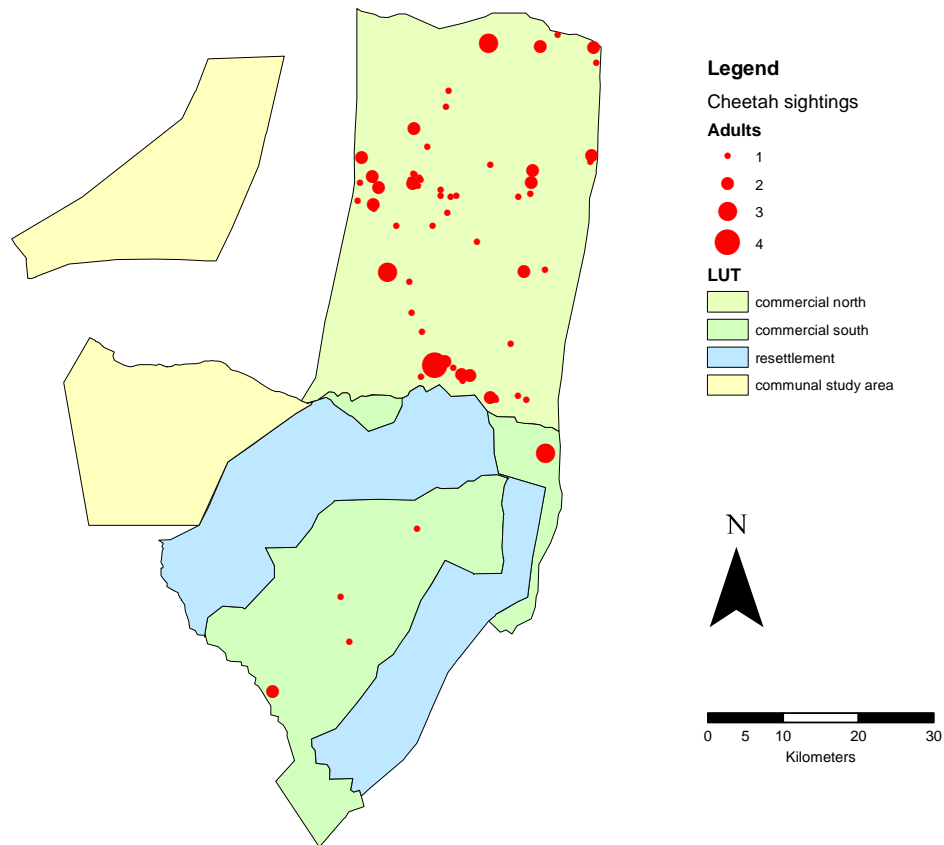 Legend
Cheetah sightings
Adults
1
2
3
4
LUT
commercial north
commercial south
resettlement
communal study area
N
0 5 10 20 30
Kilometers